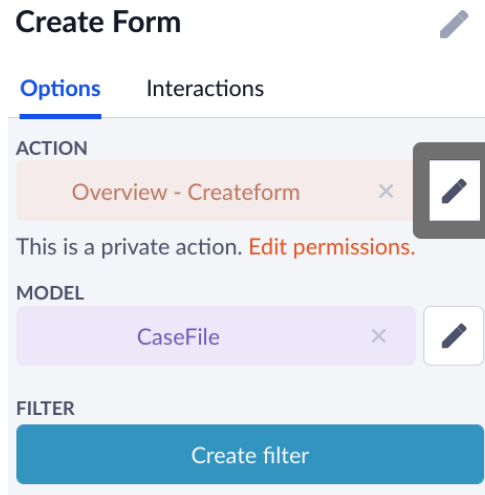 Create Form
Options Interactions
ACTION
Overview - Createform ×
This is a private action. Edit permissions.
MODEL
CaseFile ×
FILTER
Create filter